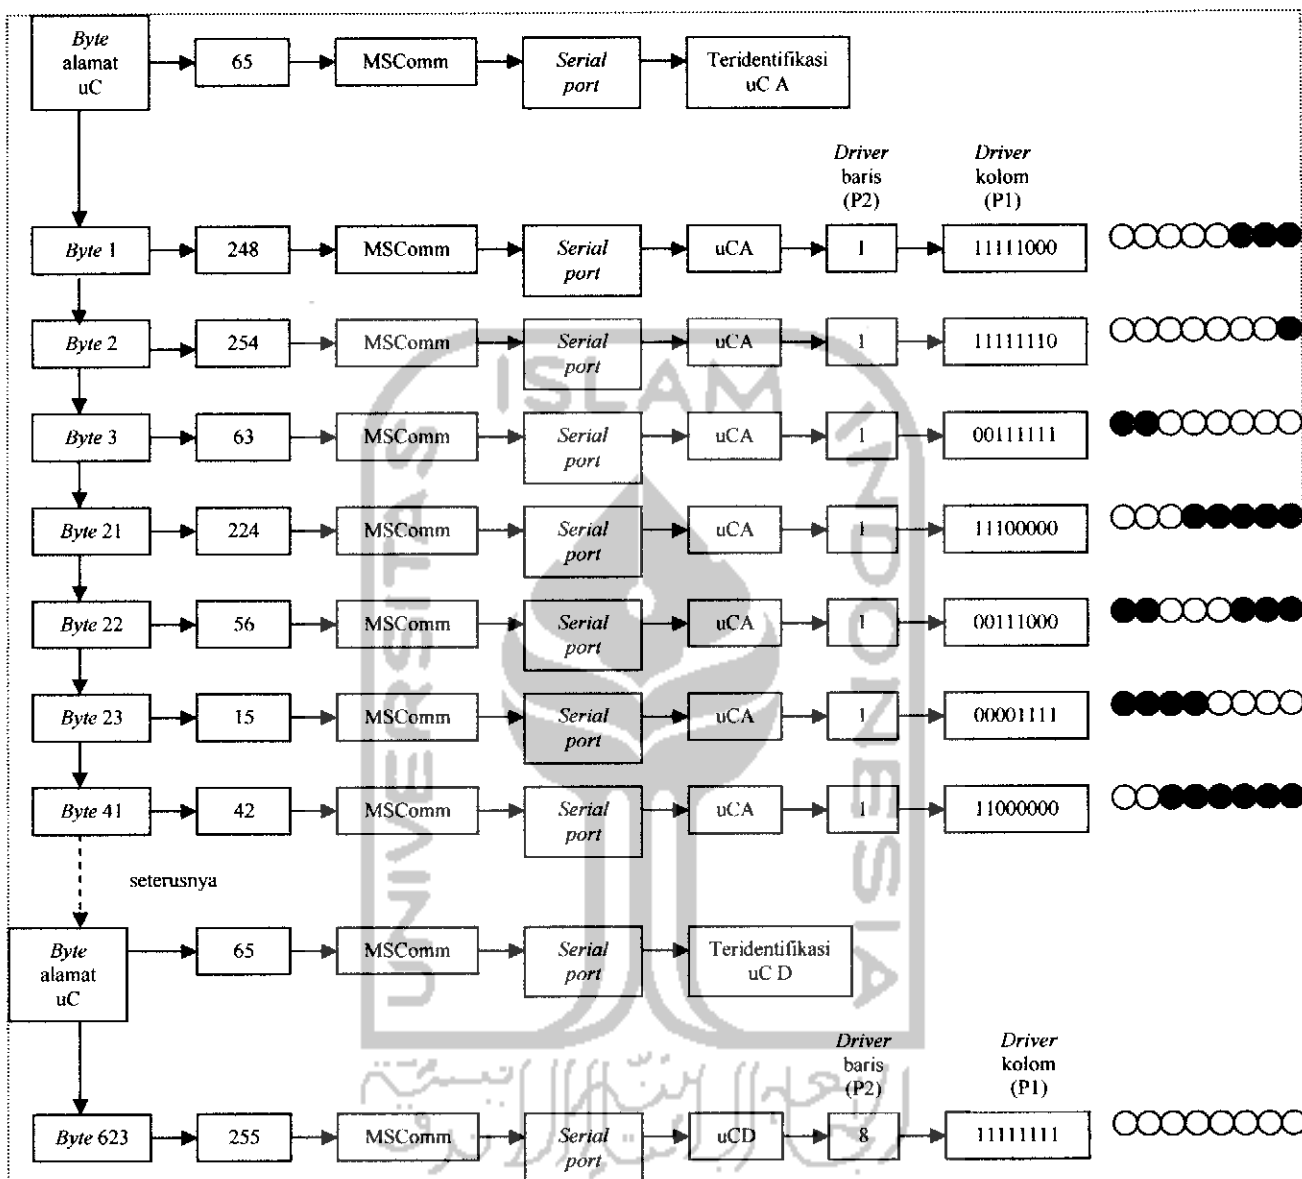 Byte alamat uC 65 MSComm Serial port Teridentifikasi uC A
Driver baris (P2) Driver kolom (P1)
Byte 1 248 MSComm Serial port uCA 1 11111000
Byte 2 254 MSComm Serial port uCA 1 11111110
Byte 3 63 MSComm Serial port uCA 1 00111111
Byte 21 224 MSComm Serial port uCA 1 11100000
Byte 22 56 MSComm Serial port uCA 1 00111000
Byte 23 15 MSComm Serial port uCA 1 00001111
Byte 41 42 MSComm Serial port uCA 1 11000000
seterusnya
Byte alamat uC 65 MSComm Serial port Teridentifikasi uC D
Driver baris (P2) Driver kolom (P1)
Byte 623 255 MSComm Serial port uCD 8 11111111
UNIVERSITAS ISLAM INDONESIA